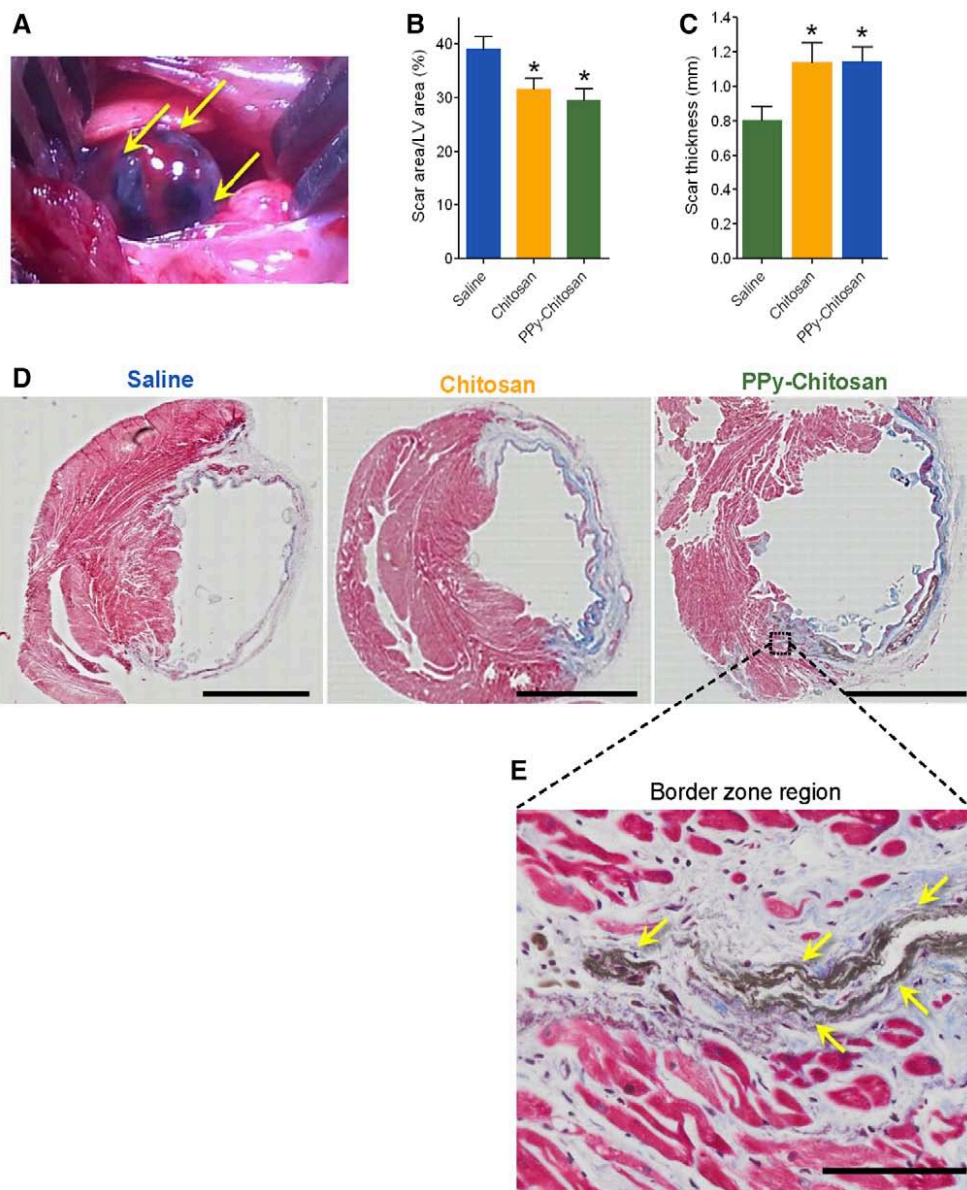 A
B
C
Scar area/LV area (%)
40
30
20
10
0
*
*
Saline
Chitosan
PPy-Chitosan
Scar thickness (mm)
1.4
1.2
1.0
0.8
0.6
0.4
0.2
0.0
*
*
Saline
Chitosan
PPy-Chitosan
D
Saline
Chitosan
PPy-Chitosan
E
Border zone region